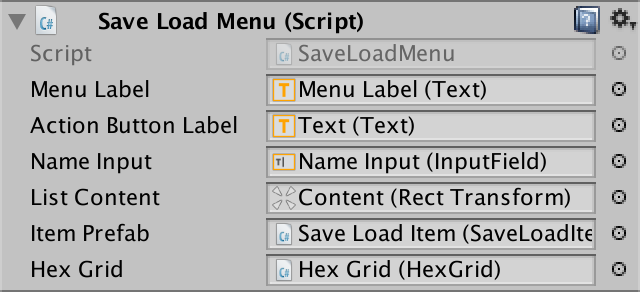 Save Load Menu (Script)
Script SaveLoadMenu
Menu Label Menu Label (Text)
Action Button Label Text (Text)
Name Input Name Input (InputField)
List Content Content (Rect Transform)
Item Prefab Save Load Item (SaveLoadIte
Hex Grid Hex Grid (HexGrid)